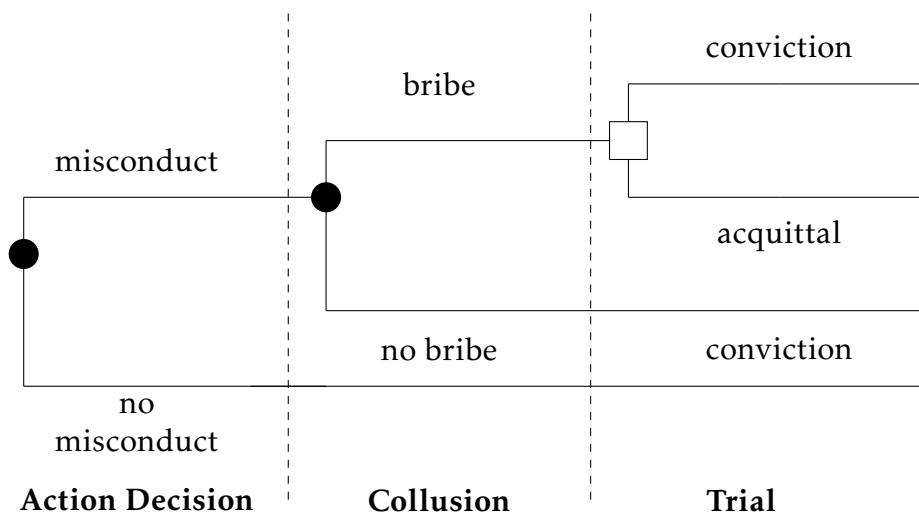 conviction
bribe
misconduct
acquittal
no bribe
conviction
no
misconduct
Action Decision
Collusion
Trial